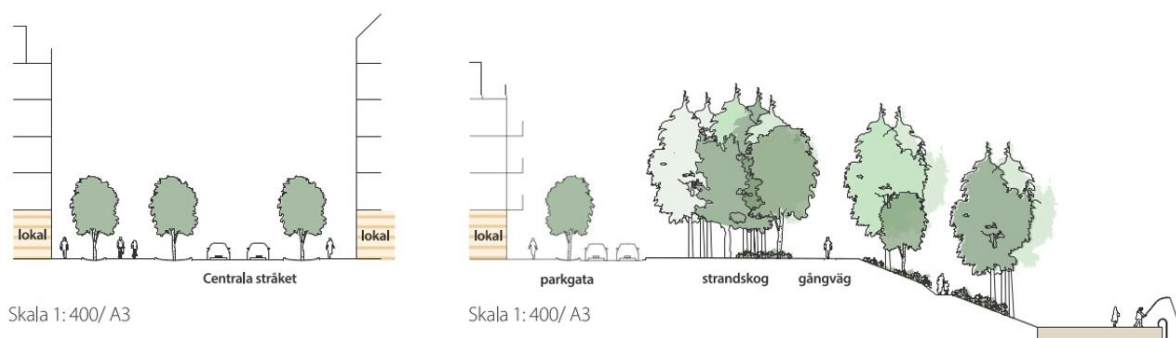 lokal
lokal
Centrala stråket
Skala 1: 400/ A3
lokal
parkgata
strandskog
gångväg
Skala 1: 400/ A3